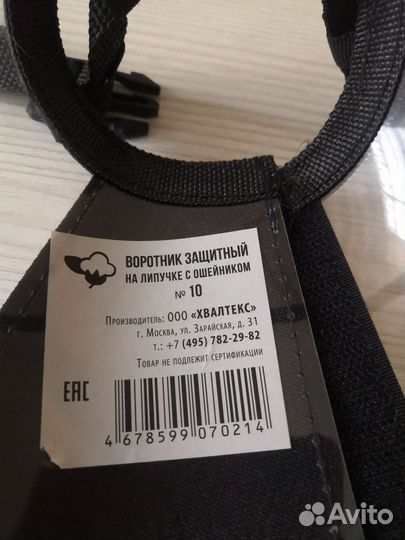 ВОРОТНИК ЗАЩИТНЫЙ
НА ЛИПУЧКЕ С ОШЕЙНИКОМ
№ 10
ПРОИЗВОДИТЕЛЬ: ООО «ХВАЛТЕКС»
Г. МОСКВА, УЛ. ЗАРАЙСКАЯ, Д. 31
Т.: +7 (495) 782-29-82
ТОВАР НЕ ПОДЛЕЖИТ СЕРТИФИКАЦИИ
EAC
4 678599 070214
Avito